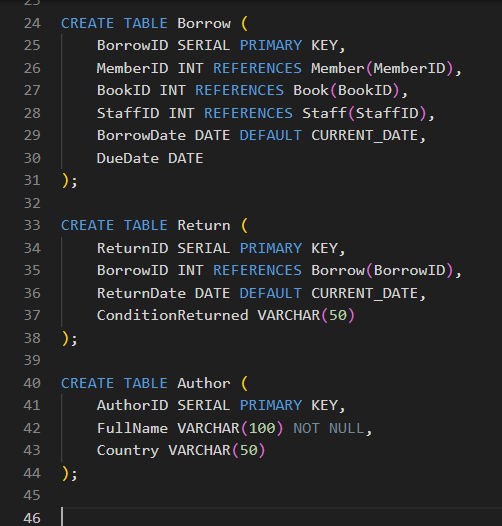 24 CREATE TABLE Borrow (
25     BorrowID SERIAL PRIMARY KEY,
26     MemberID INT REFERENCES Member(MemberID),
27     BookID INT REFERENCES Book(BookID),
28     StaffID INT REFERENCES Staff(StaffID),
29     BorrowDate DATE DEFAULT CURRENT_DATE,
30     DueDate DATE
31 );
32
33 CREATE TABLE Return (
34     ReturnID SERIAL PRIMARY KEY,
35     BorrowID INT REFERENCES Borrow(BorrowID),
36     ReturnDate DATE DEFAULT CURRENT_DATE,
37     ConditionReturned VARCHAR(50)
38 );
39
40 CREATE TABLE Author (
41     AuthorID SERIAL PRIMARY KEY,
42     FullName VARCHAR(100) NOT NULL,
43     Country VARCHAR(50)
44 );
45
46